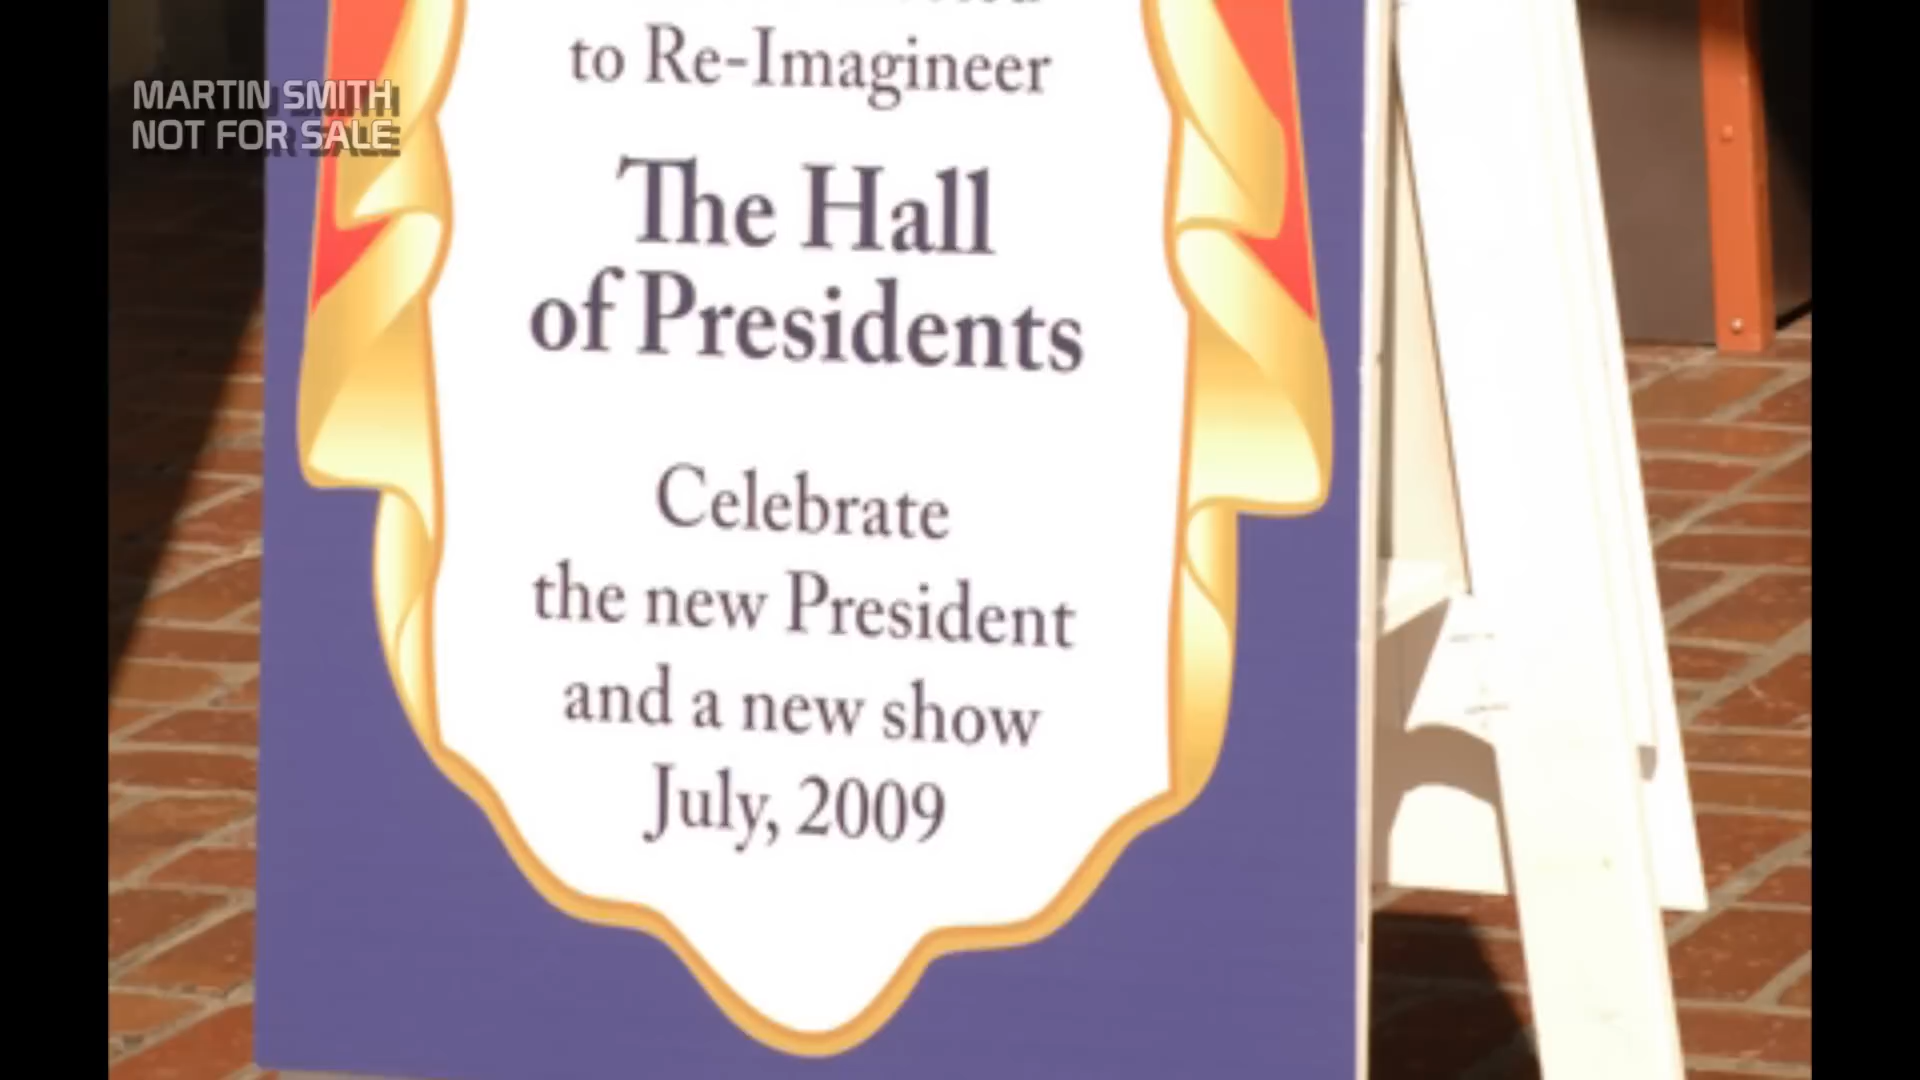 MARTIN SMITH
NOT FOR SALE
to Re-Imagineer
The Hall
of Presidents
Celebrate
the new President
and a new show
July, 2009